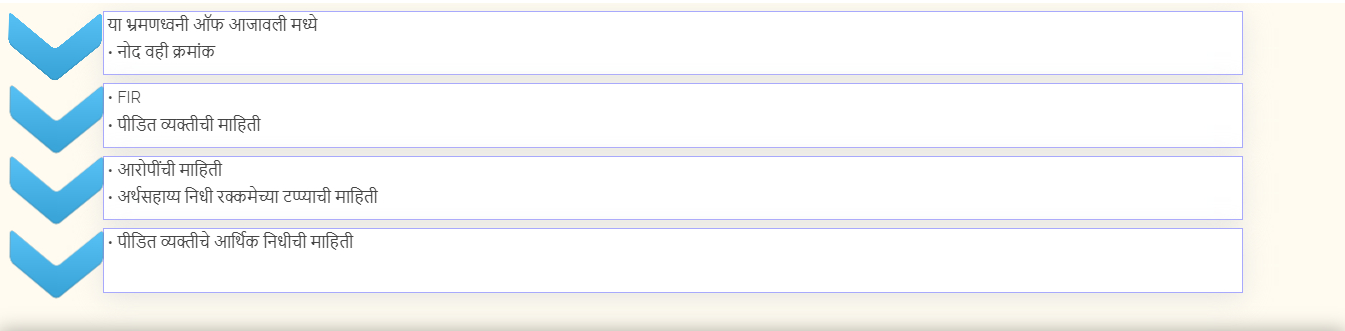 या भ्रमणध्वनी ऑफ आजावली मध्ये
• नोद वही क्रमांक
• FIR
• पीडित व्यक्तीची माहिती
• आरोपींची माहिती
• अर्थसहाय्य निधी रक्कमेच्या टप्प्याची माहिती
• पीडित व्यक्तीचे आर्थिक निधीची माहिती